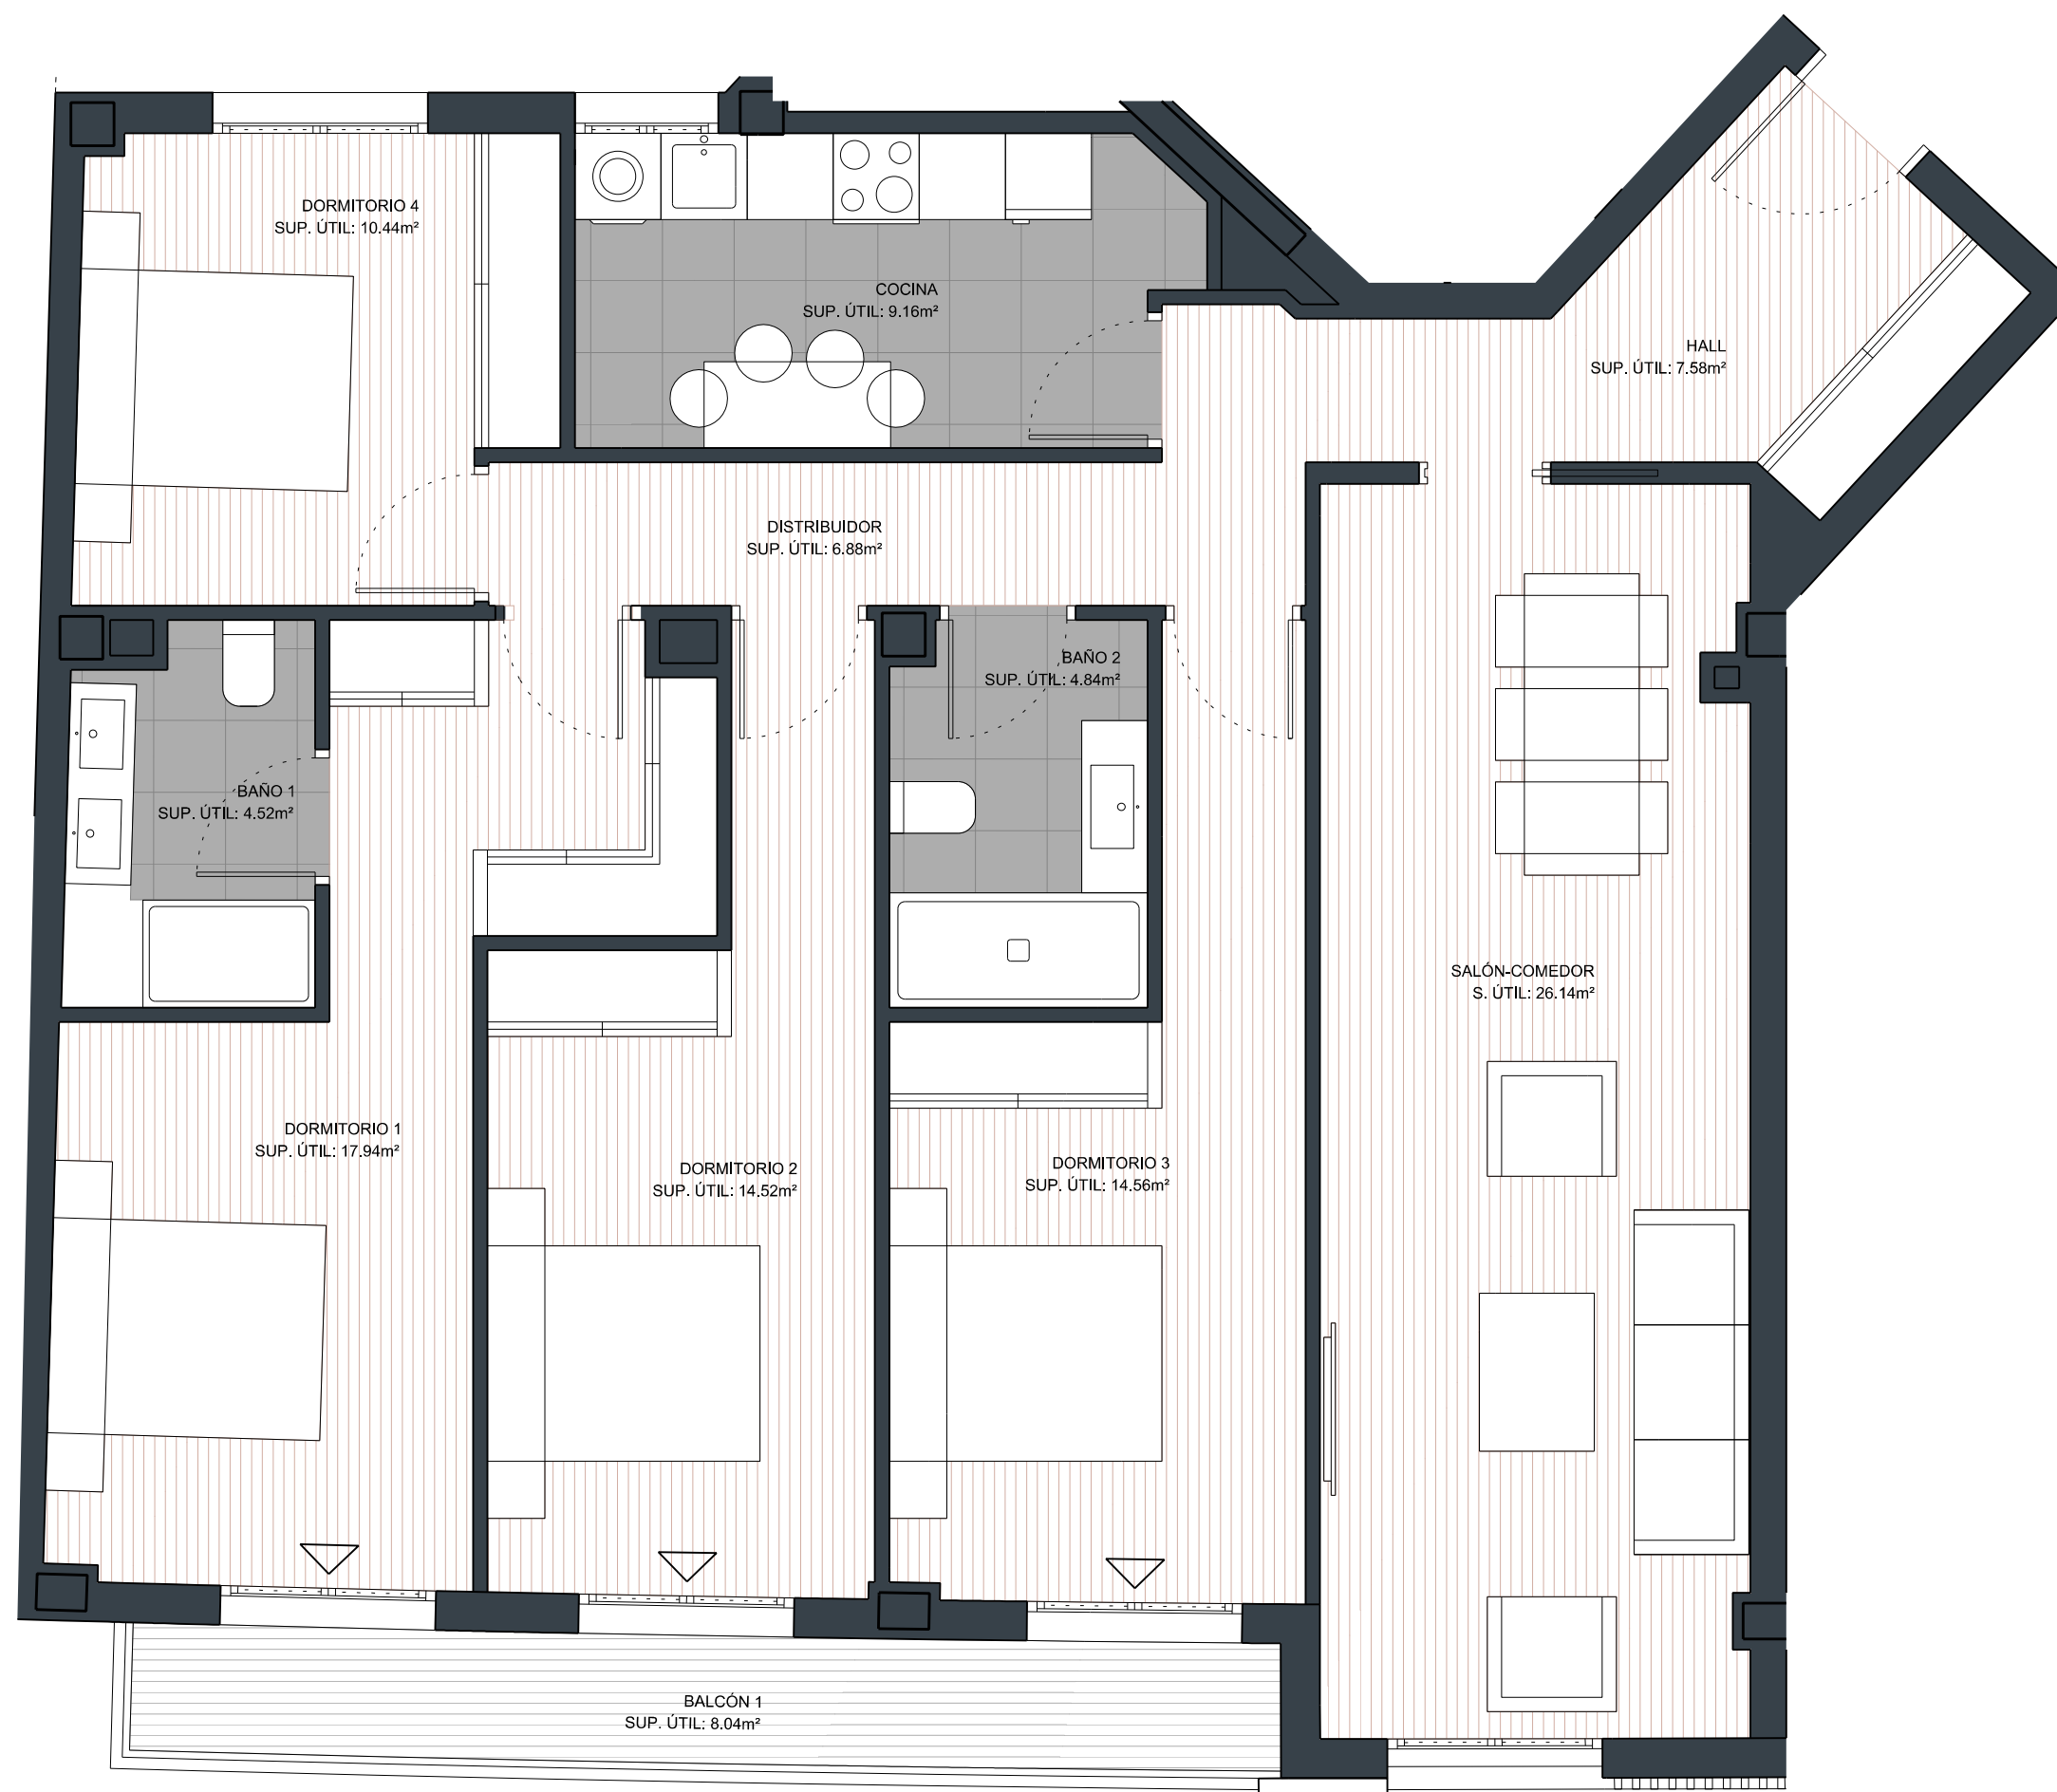 DORMITORIO 4
SUP. ÚTIL: 10.44m²
COCINA
SUP. ÚTIL: 9.16m²
HALL
SUP. ÚTIL: 7.58m²
DISTRIBUIDOR
SUP. ÚTIL: 6.88m²
BAÑO 2
SUP. ÚTIL: 4.84m²
BAÑO 1
SUP. ÚTIL: 4.52m²
SALÓN-COMEDOR
S. ÚTIL: 26.14m²
DORMITORIO 1
SUP. ÚTIL: 17.94m²
DORMITORIO 2
SUP. ÚTIL: 14.52m²
DORMITORIO 3
SUP. ÚTIL: 14.56m²
BALCÓN 1
SUP. ÚTIL: 8.04m²